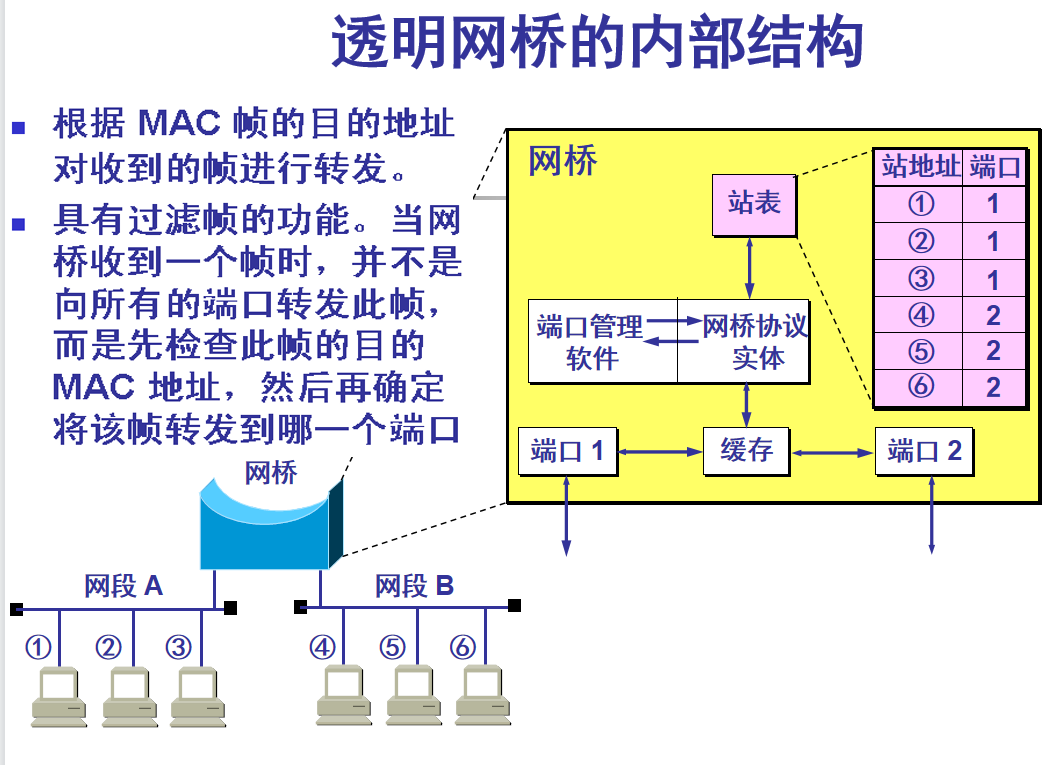 透明网桥的内部结构
根据 MAC 帧的目的地址
对收到的帧进行转发。
具有过滤帧的功能。当网
桥收到一个帧时，并不是
向所有的端口转发此帧，
而是先检查此帧的目的
MAC 地址，然后再确定
将该帧转发到哪一个端口
网桥
站表
站地址 端口
① 1
② 1
③ 1
④ 2
⑤ 2
⑥ 2
端口管理
软件
网桥协议
实体
端口 1
缓存
端口 2
网桥
网段 A
网段 B
① ② ③
④ ⑤ ⑥